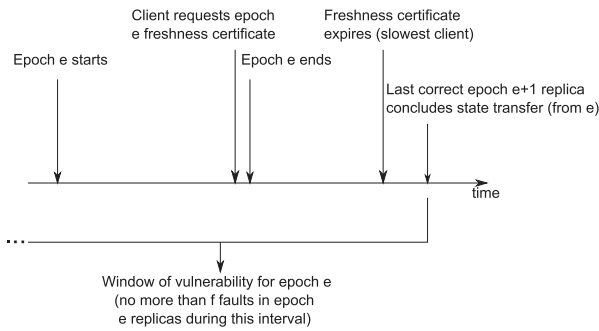 Client requests epoch
e freshness certificate
Freshness certificate
expires (slowest client)
Epoch e starts
Epoch e ends
Last correct epoch e+1 replica
concludes state transfer (from e)
time
...
Window of vulnerability for epoch e
(no more than f faults in epoch
e replicas during this interval)